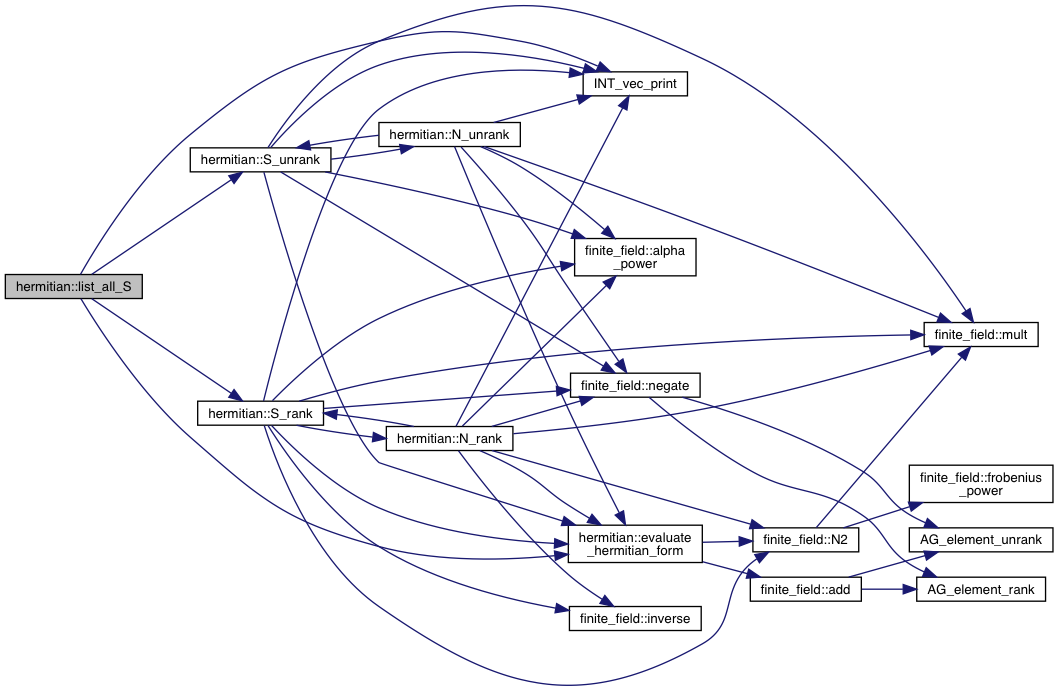 INT_vec_print
hermitian::N_unrank
hermitian::S_unrank
finite_field::alpha
_power
hermitian::list_all_S
finite_field::mult
finite_field::negate
hermitian::S_rank
hermitian::N_rank
finite_field::frobenius
_power
hermitian::evaluate
_hermitian_form
finite_field::N2
AG_element_unrank
finite_field::add
AG_element_rank
finite_field::inverse